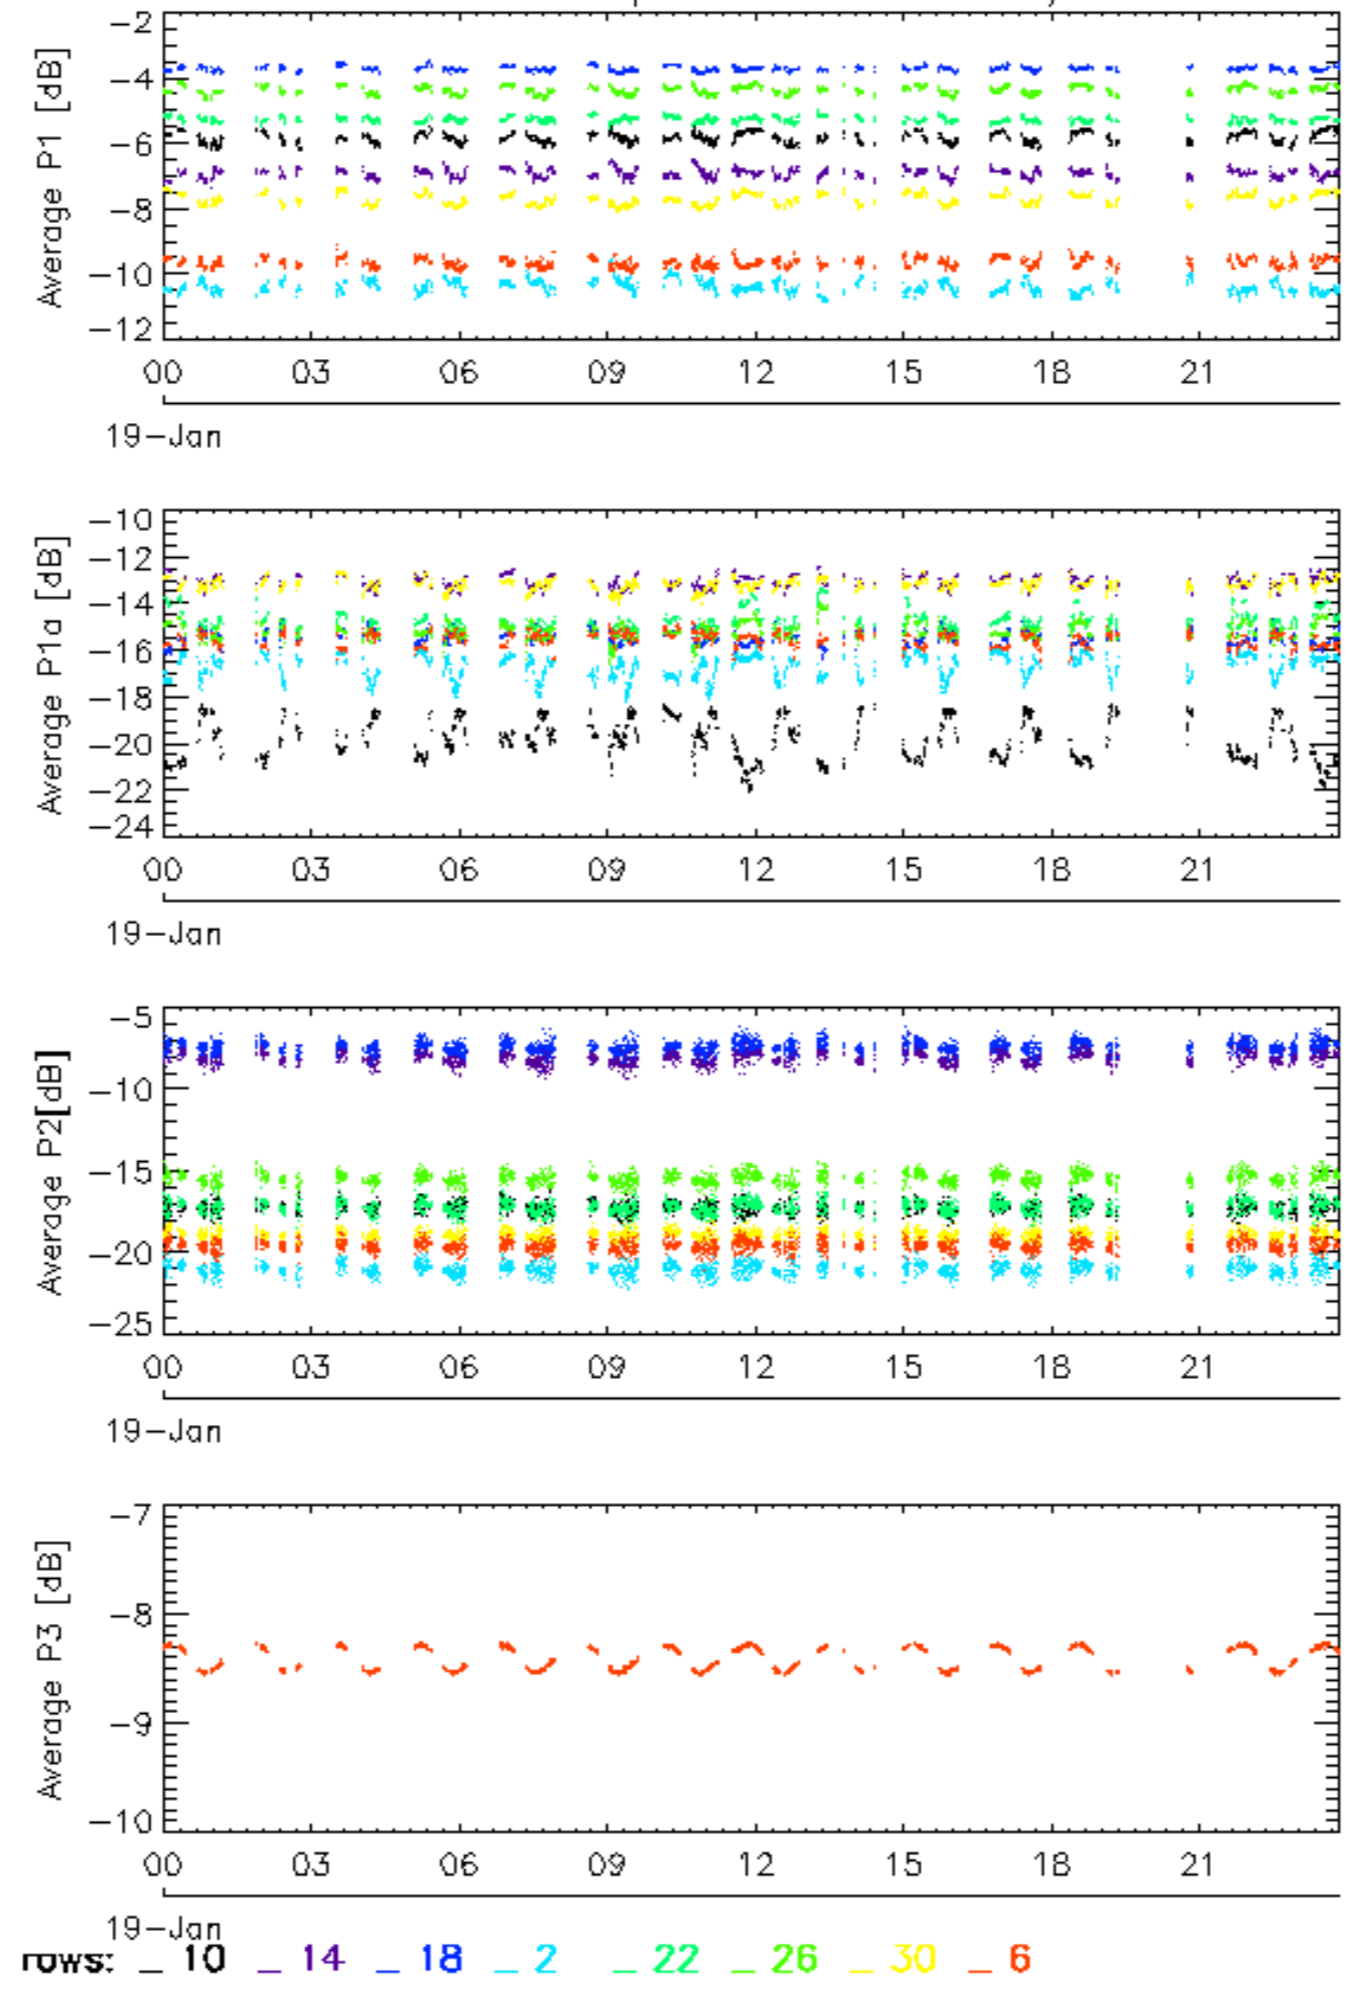 Average P1 [dB]
−2
−4
−6
−8
−10
−12
00 03 06 09 12 15 18 21
19−Jan
Average P1a [dB]
−10
−12
−14
−16
−18
−20
−22
−24
00 03 06 09 12 15 18 21
19−Jan
Average P2[dB]
−5
−10
−15
−20
−25
00 03 06 09 12 15 18 21
19−Jan
Average P3 [dB]
−7
−8
−9
−10
00 03 06 09 12 15 18 21
19−Jan
rows: _ 10 _ 14 _ 18 _ 2 _ 22 _ 26 _ 30 _ 6